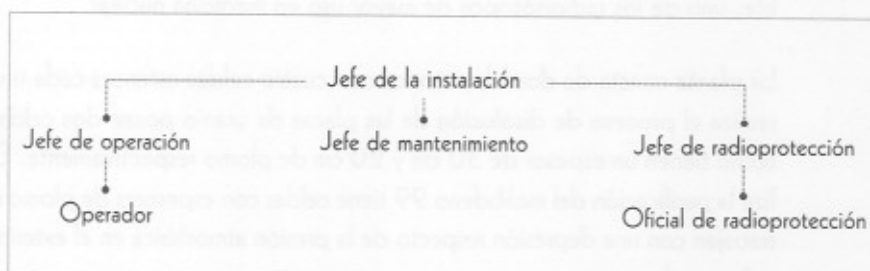 Jefe de la instalación
Jefe de operación
Jefe de mantenimiento
Jefe de radioprotección
Operador
Oficial de radioprotección